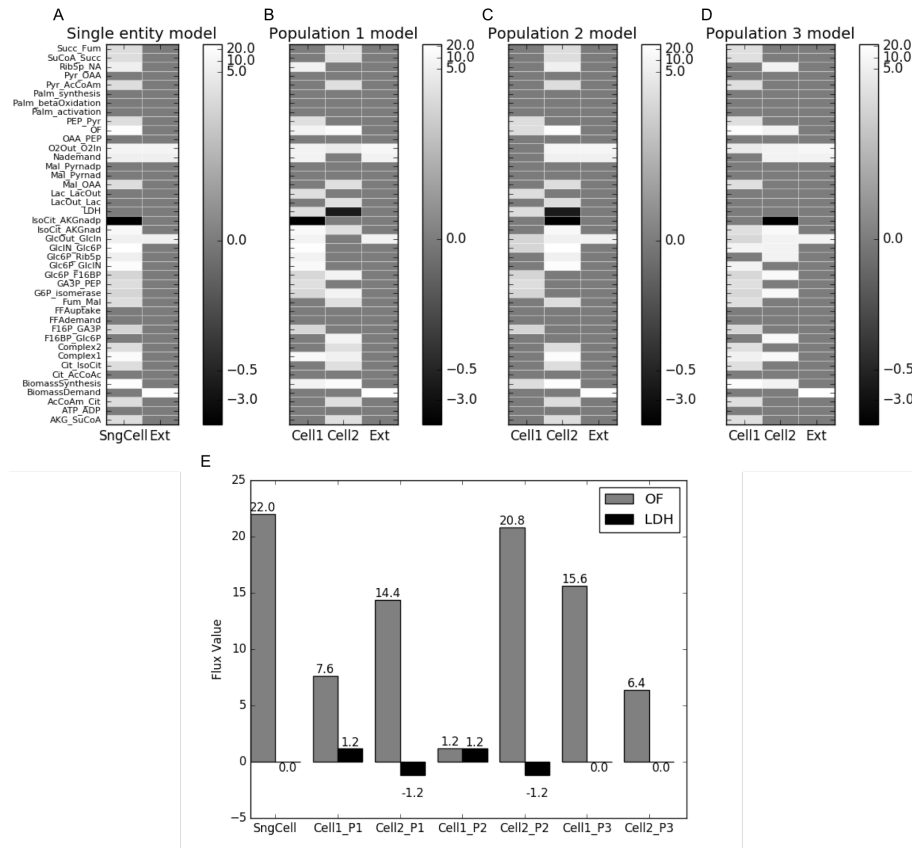 A
B
C
D
Single entity model
Population 1 model
Population 2 model
Population 3 model
Succ_Fum
SuCoA_Succ
Rib5p_NA
Pyr_OAA
Pyr_AcCoAm
Palm_synthesis
Palm_betaOxidation
Palm_activation
PEP_Pyr
OF
OAA_PEP
O2Out_O2In
Nademand
Mal_Pyrnadp
Mal_Pyrnad
Mal_OAA
Lac_LacOut
LacOut_Lac
LDH
IsoCit_AKGnadp
IsoCit_AKGnad
GlcOut_GlcIn
GlcIN_Glc6P
Glc6P_Rib5p
Glc6P_GlcIN
Glc6P_F16BP
GA3P_PEP
G6P_isomerase
Fum_Mal
FFAuptake
FFAdemand
F16P_GA3P
F16BP_Glc6P
Complex2
Complex1
Cit_IsoCit
Cit_AcCoAc
BiomassSynthesis
BiomassDemand
AcCoAm_Cit
ATP_ADP
AKG_SuCoA
20.0
10.0
5.0
0.0
−0.5
−3.0
20.0
10.0
5.0
0.0
−0.5
−3.0
20.0
10.0
5.0
0.0
−0.5
−3.0
20.0
10.0
5.0
0.0
−0.5
−3.0
SngCell Ext
Cell1 Cell2 Ext
Cell1 Cell2 Ext
Cell1 Cell2 Ext
E
Flux Value
25
20
15
10
5
0
−5
OF
LDH
22.0
0.0
7.6
1.2
14.4
-1.2
1.2
1.2
20.8
-1.2
15.6
0.0
6.4
0.0
SngCell Cell1_P1 Cell2_P1 Cell1_P2 Cell2_P2 Cell1_P3 Cell2_P3